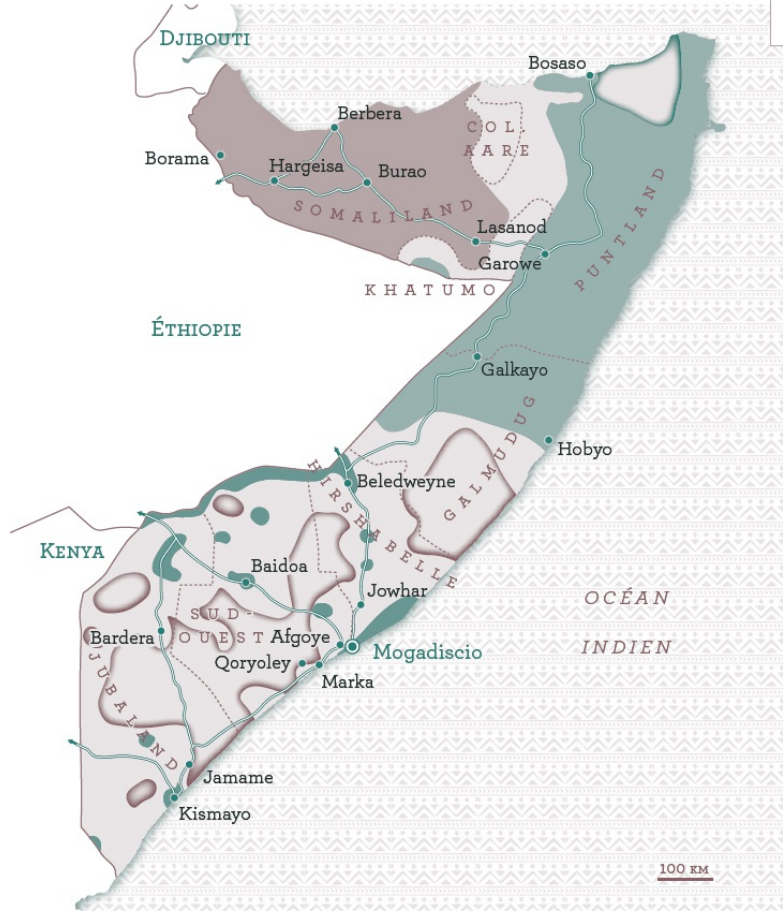 DJIBOUTI
Bosaso
Berbera
COL.
AARE
Borama
Hargeisa
Burao
SOMALILAND
PUNTLAND
Lasanod
Garowe
KHATUMO
ÉTHIOPIE
Galkayo
GALMUDUG
Hobyo
HIRSHABELLE
Beledweyne
KENYA
Baidoa
Jowhar
OCÉAN
INDIEN
SUD-
OUEST
Bardera
Afgoye
Mogadiscio
Qoryoley
Marka
JUBALAND
Jamame
Kismayo
100 KM